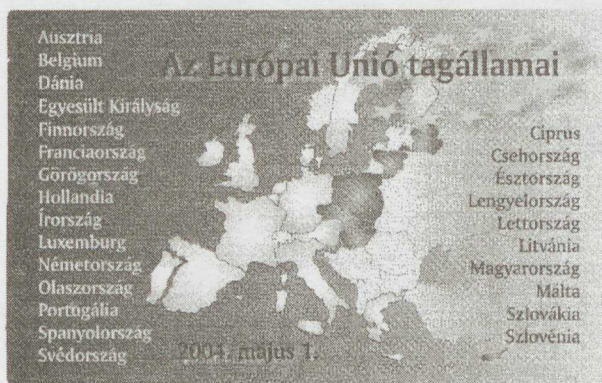 Az Európai Unió tagállamai
Ausztria
Belgium
Dánia
Egyesült Királyság
Finnország
Franciaország
Görögország
Hollandia
Írország
Luxemburg
Németország
Olaszország
Portugália
Spanyolország
Svédország
Ciprus
Csehország
Észtország
Lengyelország
Lettország
Litvánia
Magyarország
Málta
Szlovákia
Szlovénia
2004. május 1.